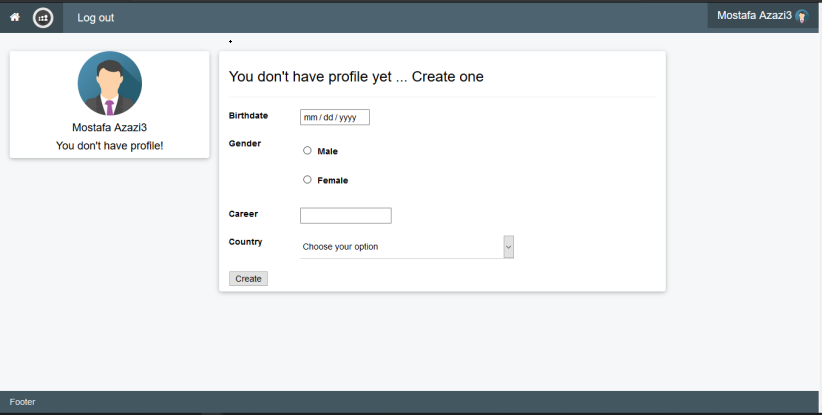 Log out
Mostafa Azazi3
Mostafa Azazi3
You don't have profile!
You don't have profile yet ... Create one
Birthdate
mm / dd / yyyy
Gender
Male
Female
Career
Country
Choose your option
Create
Footer